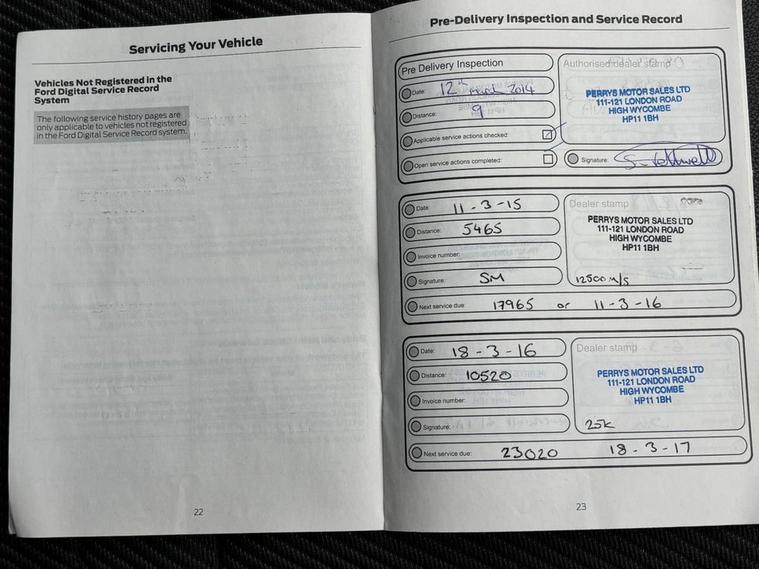 Servicing Your Vehicle
Vehicles Not Registered in the
Ford Digital Service Record
System
The following service history pages are
only applicable to vehicles not registered
in the Ford Digital Service Record system.
22
Pre-Delivery Inspection and Service Record
Pre Delivery Inspection
Date: 12th March 2014
Distance: 9
Applicable service actions checked:
Open service actions completed:
Authorised dealer stamp
PERRYS MOTOR SALES LTD
111-121 LONDON ROAD
HIGH WYCOMBE
HP11 1BH
Signature:
Date: 11-3-15
Distance: 5465
Invoice number:
Signature: SM
Next service due: 17965 or 11-3-16
Dealer stamp
PERRYS MOTOR SALES LTD
111-121 LONDON ROAD
HIGH WYCOMBE
HP11 1BH
12500 m/s
Date: 18-3-16
Distance: 10520
Invoice number:
Signature:
Next service due: 23020 18-3-17
Dealer stamp
PERRYS MOTOR SALES LTD
111-121 LONDON ROAD
HIGH WYCOMBE
HP11 1BH
25K
23